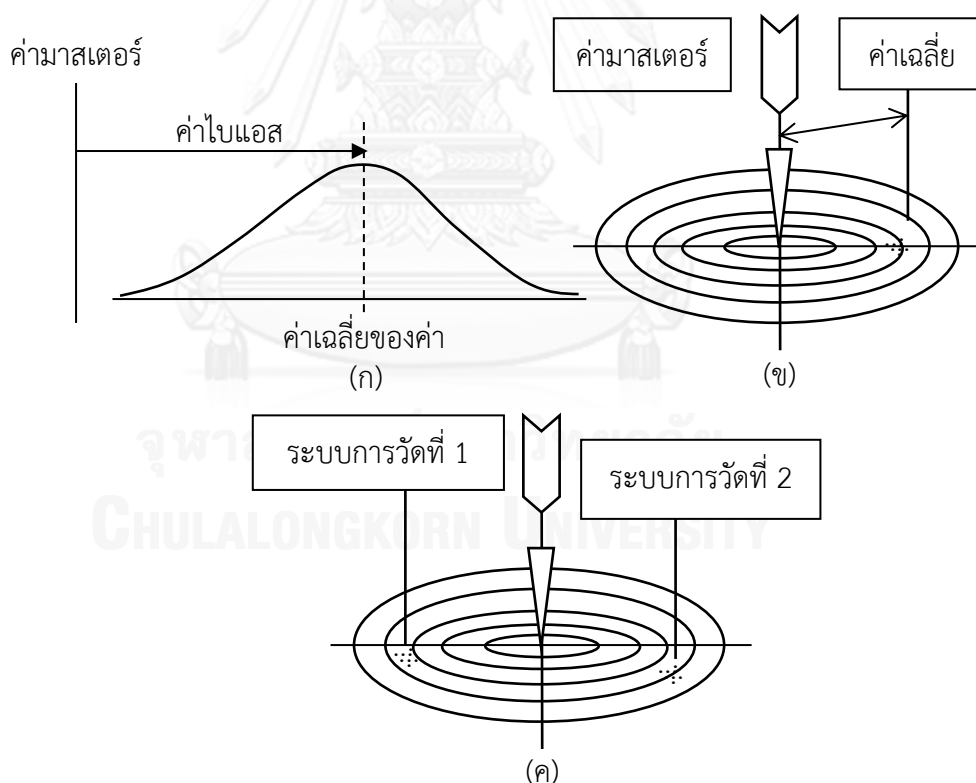 ค่ามาสเตอร์
ค่าไบแอส
ค่าเฉลี่ยของค่า
(ก)
ค่ามาสเตอร์
ค่าเฉลี่ย
(ข)
ระบบการวัดที่ 1
ระบบการวัดที่ 2
CHULALONGKORN UNIVERSITY
(ค)